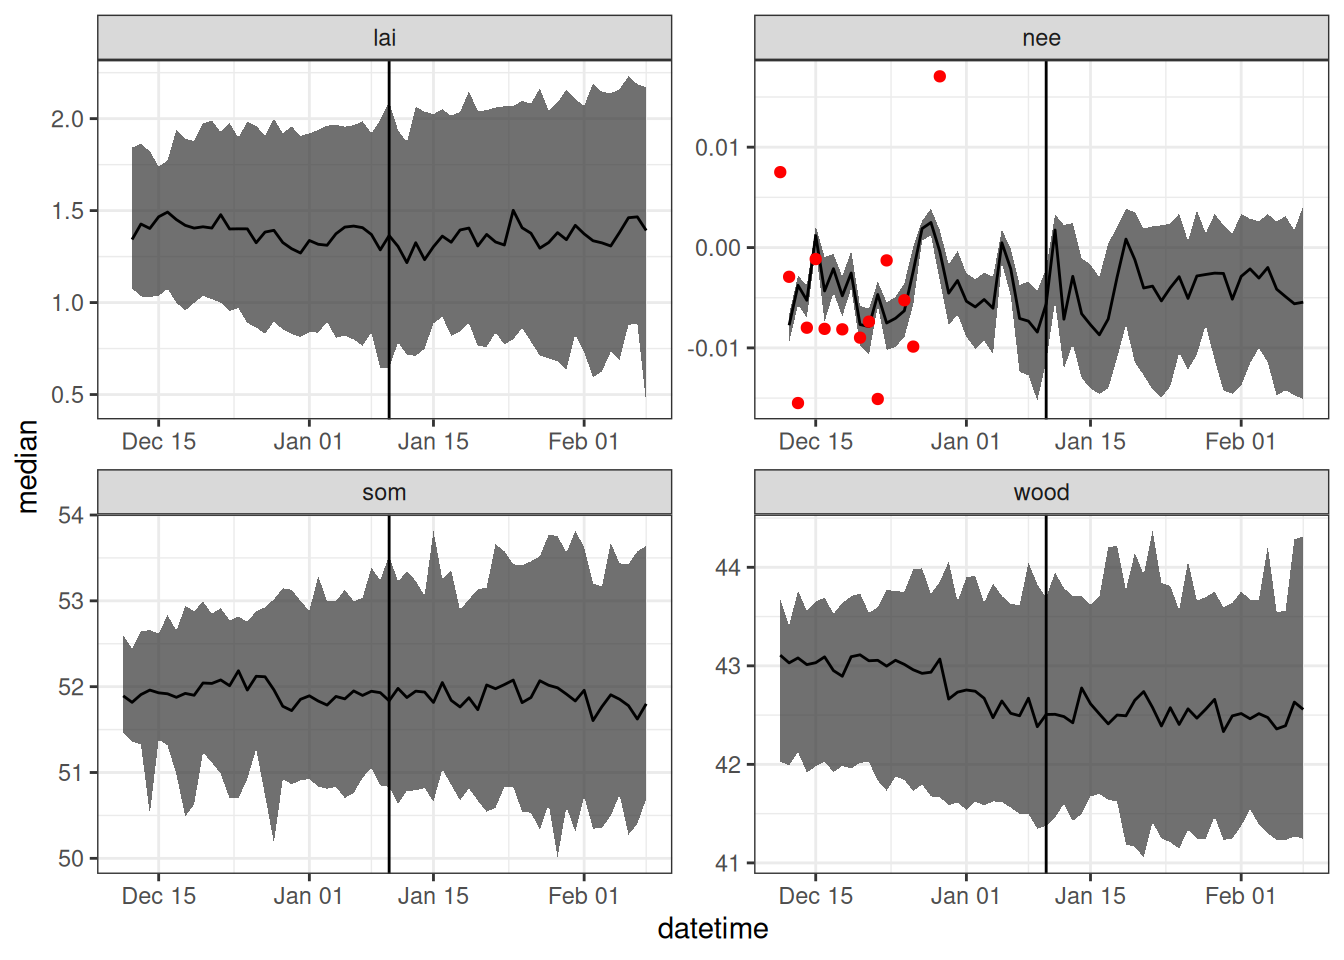 lai
nee
2.0
1.5
1.0
0.5
0.01
0.00
-0.01
Dec 15 Jan 01 Jan 15 Feb 01
Dec 15 Jan 01 Jan 15 Feb 01
median
som
wood
54
53
52
51
50
44
43
42
41
Dec 15 Jan 01 Jan 15 Feb 01
Dec 15 Jan 01 Jan 15 Feb 01
datetime